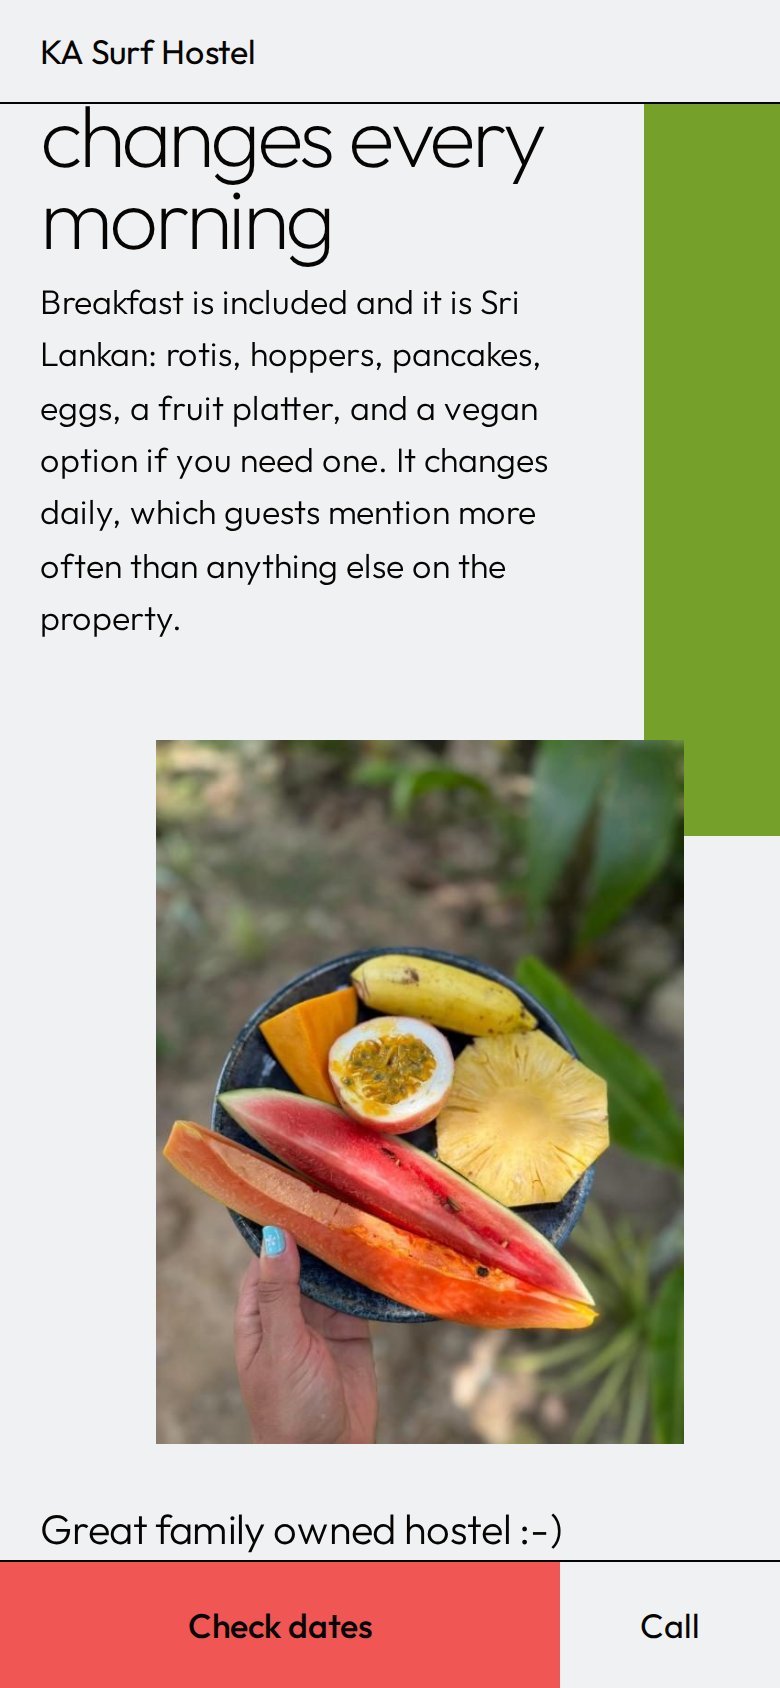 KA Surf Hostel
changes every
morning
Breakfast is included and it is Sri
Lankan: rotis, hoppers, pancakes,
eggs, a fruit platter, and a vegan
option if you need one. It changes
daily, which guests mention more
often than anything else on the
property.
Great family owned hostel :-)
Check dates
Call